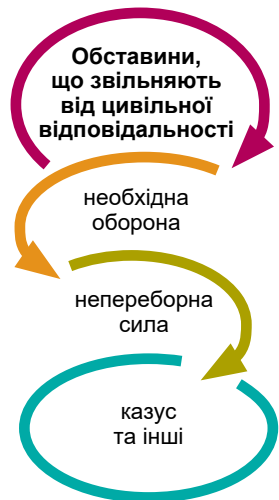 Обставини,
що звільняють
від цивільної
відповідальності
необхідна
оборона
непереборна
сила
казус
та інші